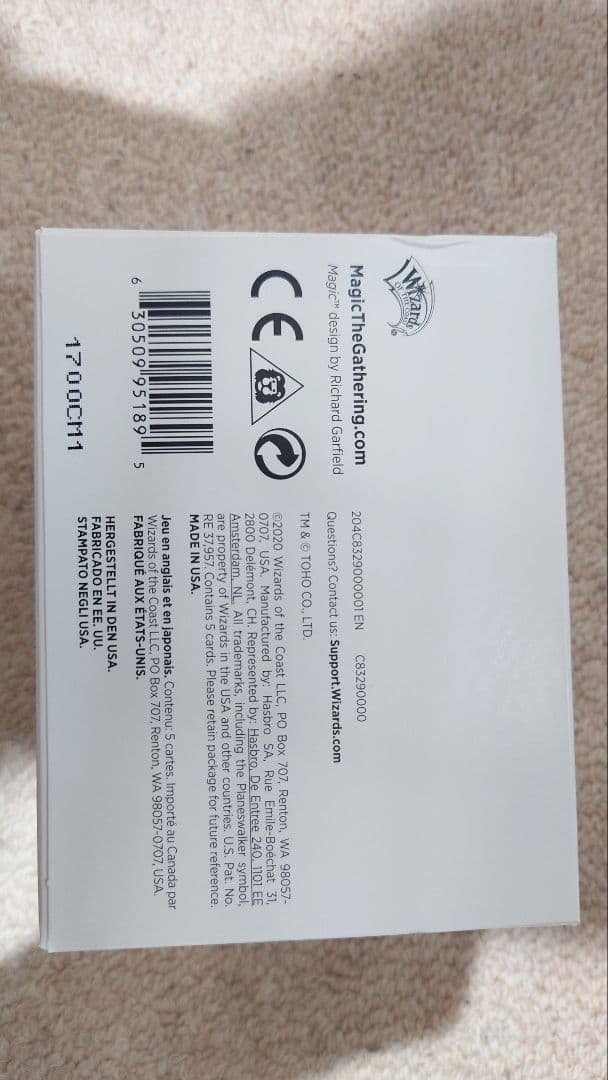 Wizards
OF THE COAST
®
MagicTheGathering.com
Magic™ design by Richard Garfield
CE
6 30509 95189 5
1700CM1
204C83290000001 EN C83290000
Questions? Contact us: Support.Wizards.com
TM & © TOHO CO., LTD.
©2020 Wizards of the Coast LLC, PO Box 707, Renton, WA 98057-
0707, USA. Manufactured by: Hasbro SA, Rue Emile-Boéchat 31,
2800 Delémont, CH. Represented by: Hasbro, De Entree 240, 1101 EE
Amsterdam, NL. All trademarks, including the Planeswalker symbol,
are property of Wizards in the USA and other countries. U.S. Pat. No.
RE 37,957. Contains 5 cards. Please retain package for future reference.
MADE IN USA.
Jeu en anglais et en japonais. Contenu: 5 cartes. Importé au Canada par
Wizards of the Coast LLC, PO Box 707, Renton, WA 98057-0707, USA.
FABRIQUÉ AUX ÉTATS-UNIS.
HERGESTELLT IN DEN USA.
FABRICADO EN EE. UU.
STAMPATO NEGLI USA.